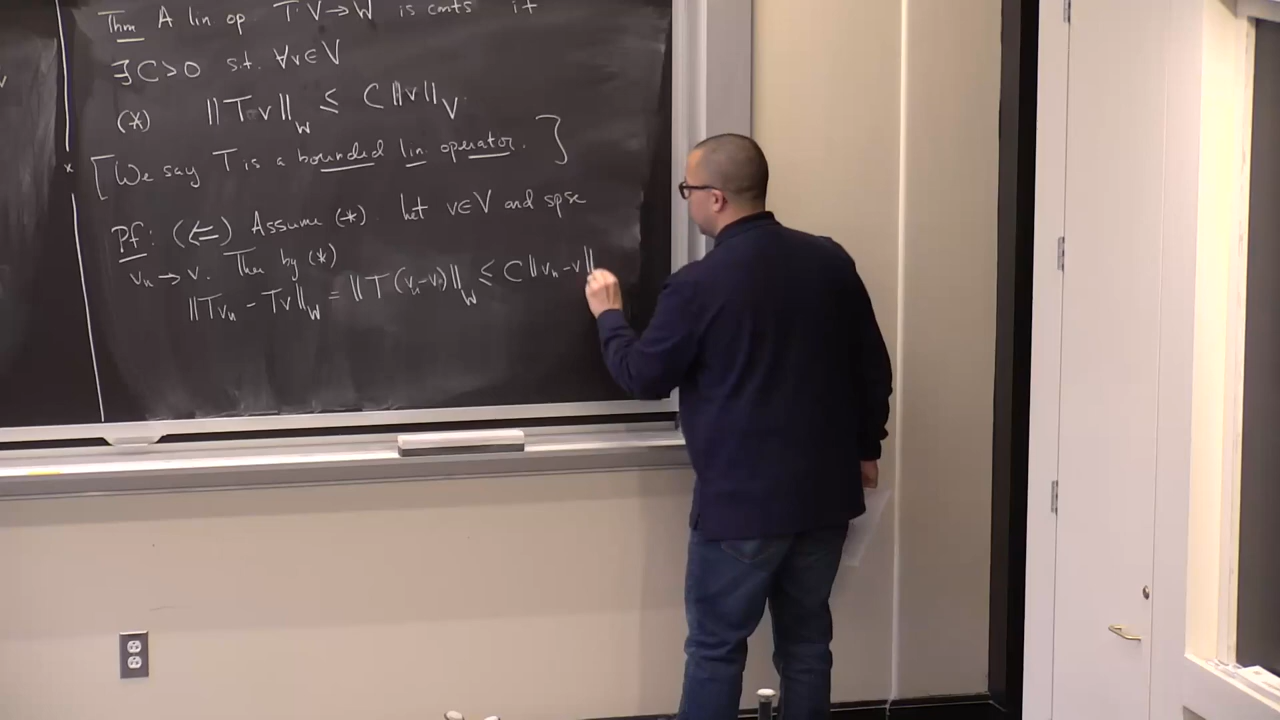 Thm A lin op. T: V → W is cnts if
∃ C > 0 s.t. ∀v ∈ V
(*) ‖Tv‖_W ≤ C‖v‖_V.
[We say T is a bounded lin. operator.]
Pf: (⇐) Assume (*). Let v ∈ V and spse
v_n → v. Then by (*)
‖Tv_n - Tv‖_W = ‖T(v_n - v)‖_W ≤ C‖v_n - v‖